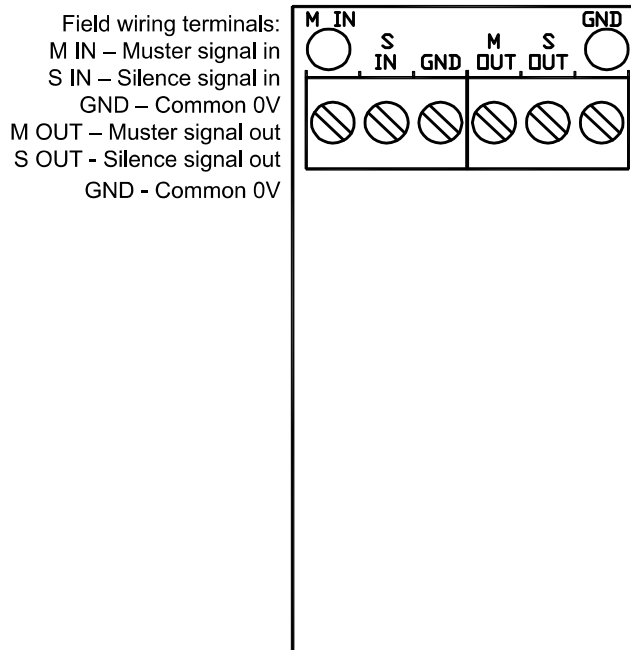 Field wiring terminals:
M IN – Muster signal in
S IN – Silence signal in
GND – Common 0V
M OUT – Muster signal out
S OUT - Silence signal out
GND - Common 0V
M IN
S
IN
GND
M
OUT
S
OUT
GND